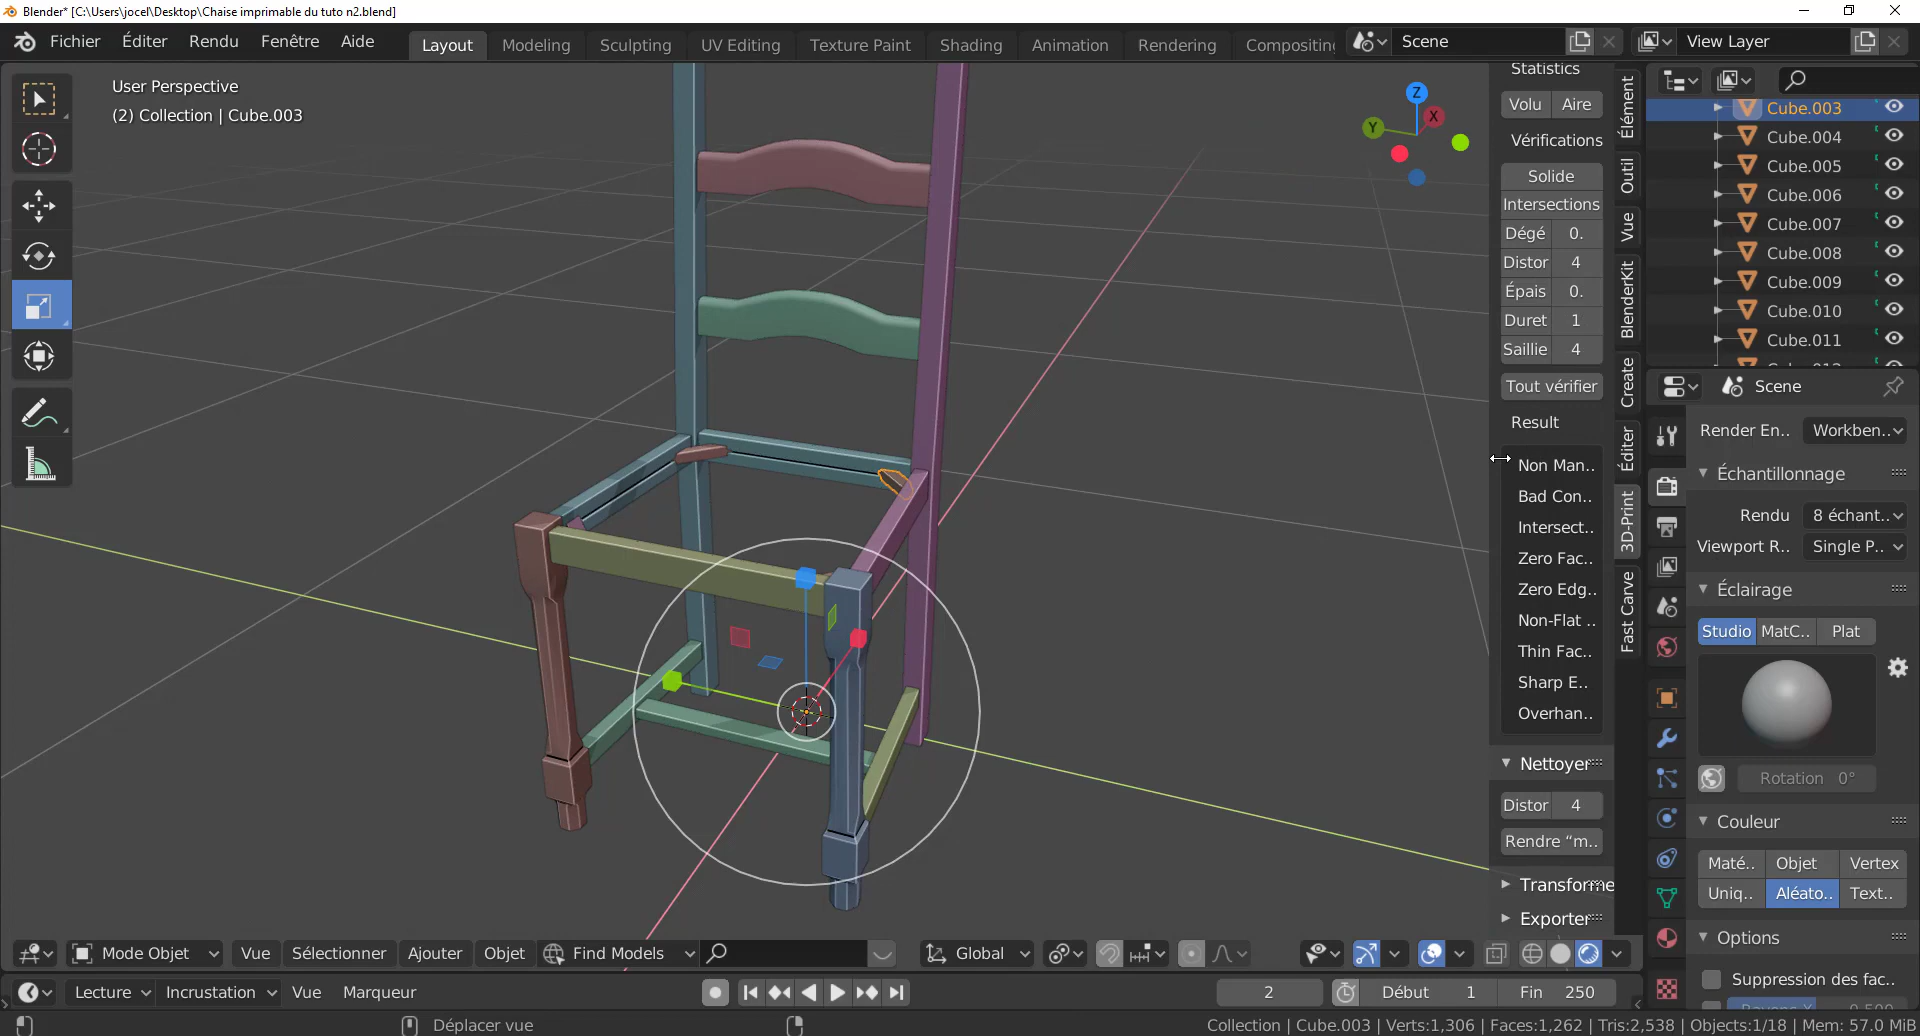 Blender* [C:\Users\jocel\Desktop\Chaise imprimable du tuto n2.blend]
Fichier Éditer Rendu Fenêtre Aide
Layout Modeling Sculpting UV Editing Texture Paint Shading Animation Rendering Compositing
Scene
View Layer
User Perspective
(2) Collection | Cube.003
Z
X
Y
Statistics
Volu Aire
Vérifications
Solide
Intersections
Dégé 0.
Distor 4
Épais 0.
Duret 1
Saillie 4
Tout vérifier
Result
Non Man..
Bad Con..
Intersect..
Zero Fac..
Zero Edg..
Non-Flat ..
Thin Fac..
Sharp E..
Overhan..
Nettoyer
Distor 4
Rendre “m..
Transforme
Exporter
Élément
Outil
Vue
BlenderKit
Create
Éditer
3D-Print
Fast Carve
Cube.003
Cube.004
Cube.005
Cube.006
Cube.007
Cube.008
Cube.009
Cube.010
Cube.011
Scene
Render En.. Workben..
Échantillonnage
Rendu 8 échant..
Viewport R.. Single P..
Éclairage
Studio MatC.. Plat
Rotation 0°
Couleur
Maté.. Objet Vertex
Uniq.. Aléato.. Text..
Options
Suppression des fac..
Mode Objet Vue Sélectionner Ajouter Objet Find Models
Global
Lecture Incrustation Vue Marqueur
2 Début 1 Fin 250
Déplacer vue
Collection | Cube.003 | Verts:1,306 | Faces:1,262 | Tris:2,538 | Objects:1/18 | Mem: 57.0 MiB